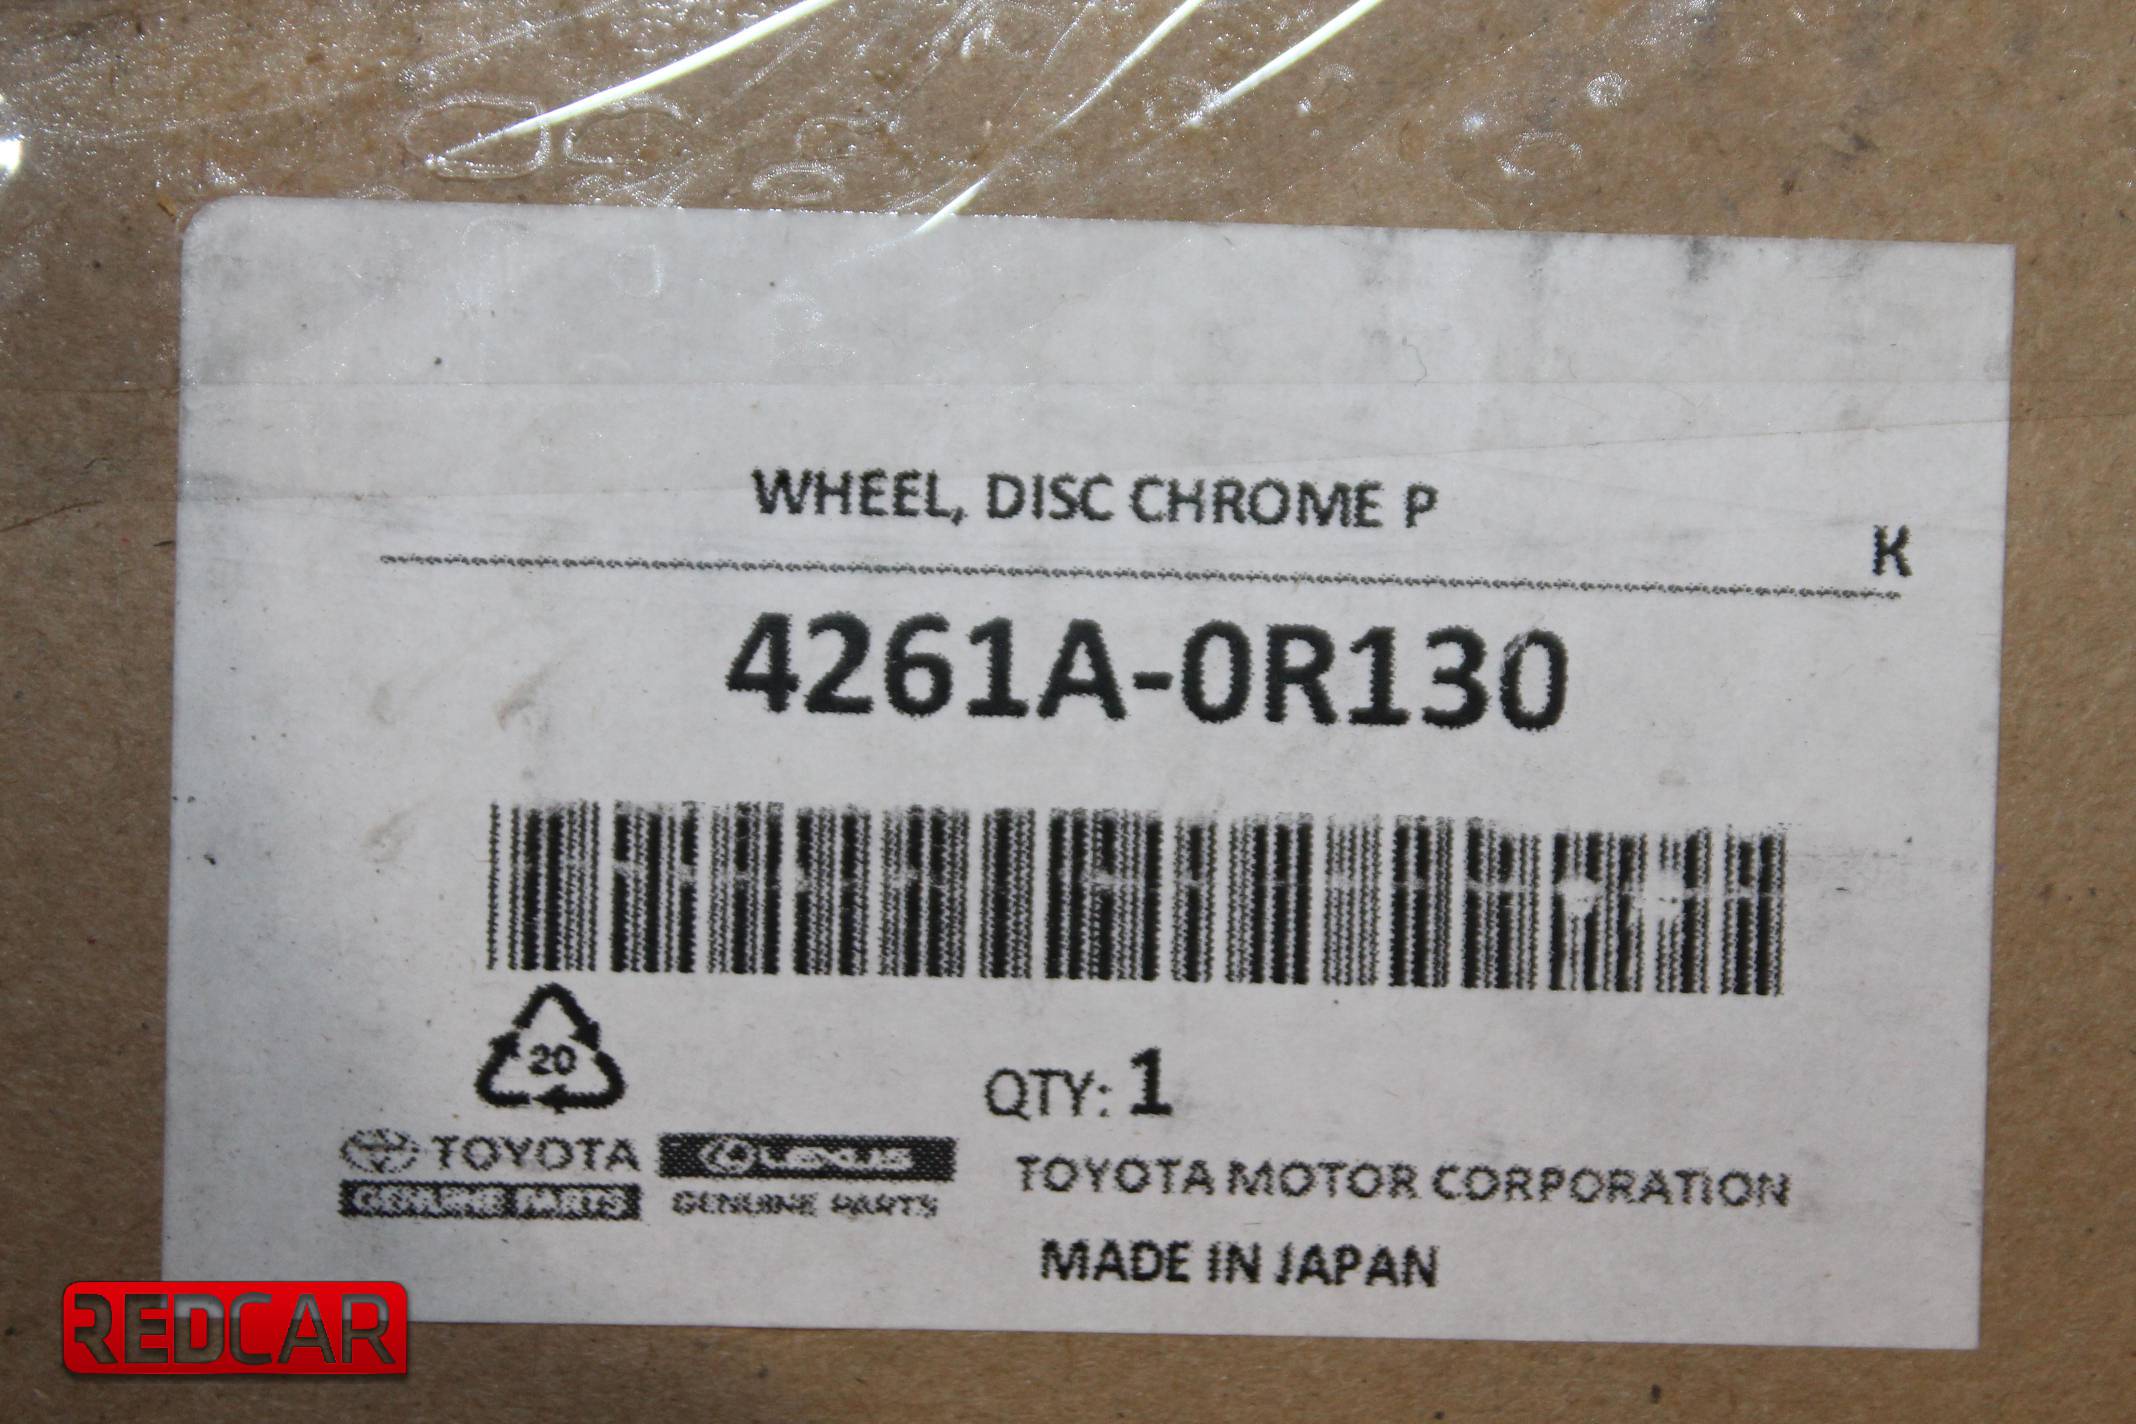 WHEEL, DISC CHROME P
K
4261A-0R130
20
QTY: 1
TOYOTA
GENUINE PARTS
LEXUS
GENUINE PARTS
TOYOTA MOTOR CORPORATION
MADE IN JAPAN
REDCAR